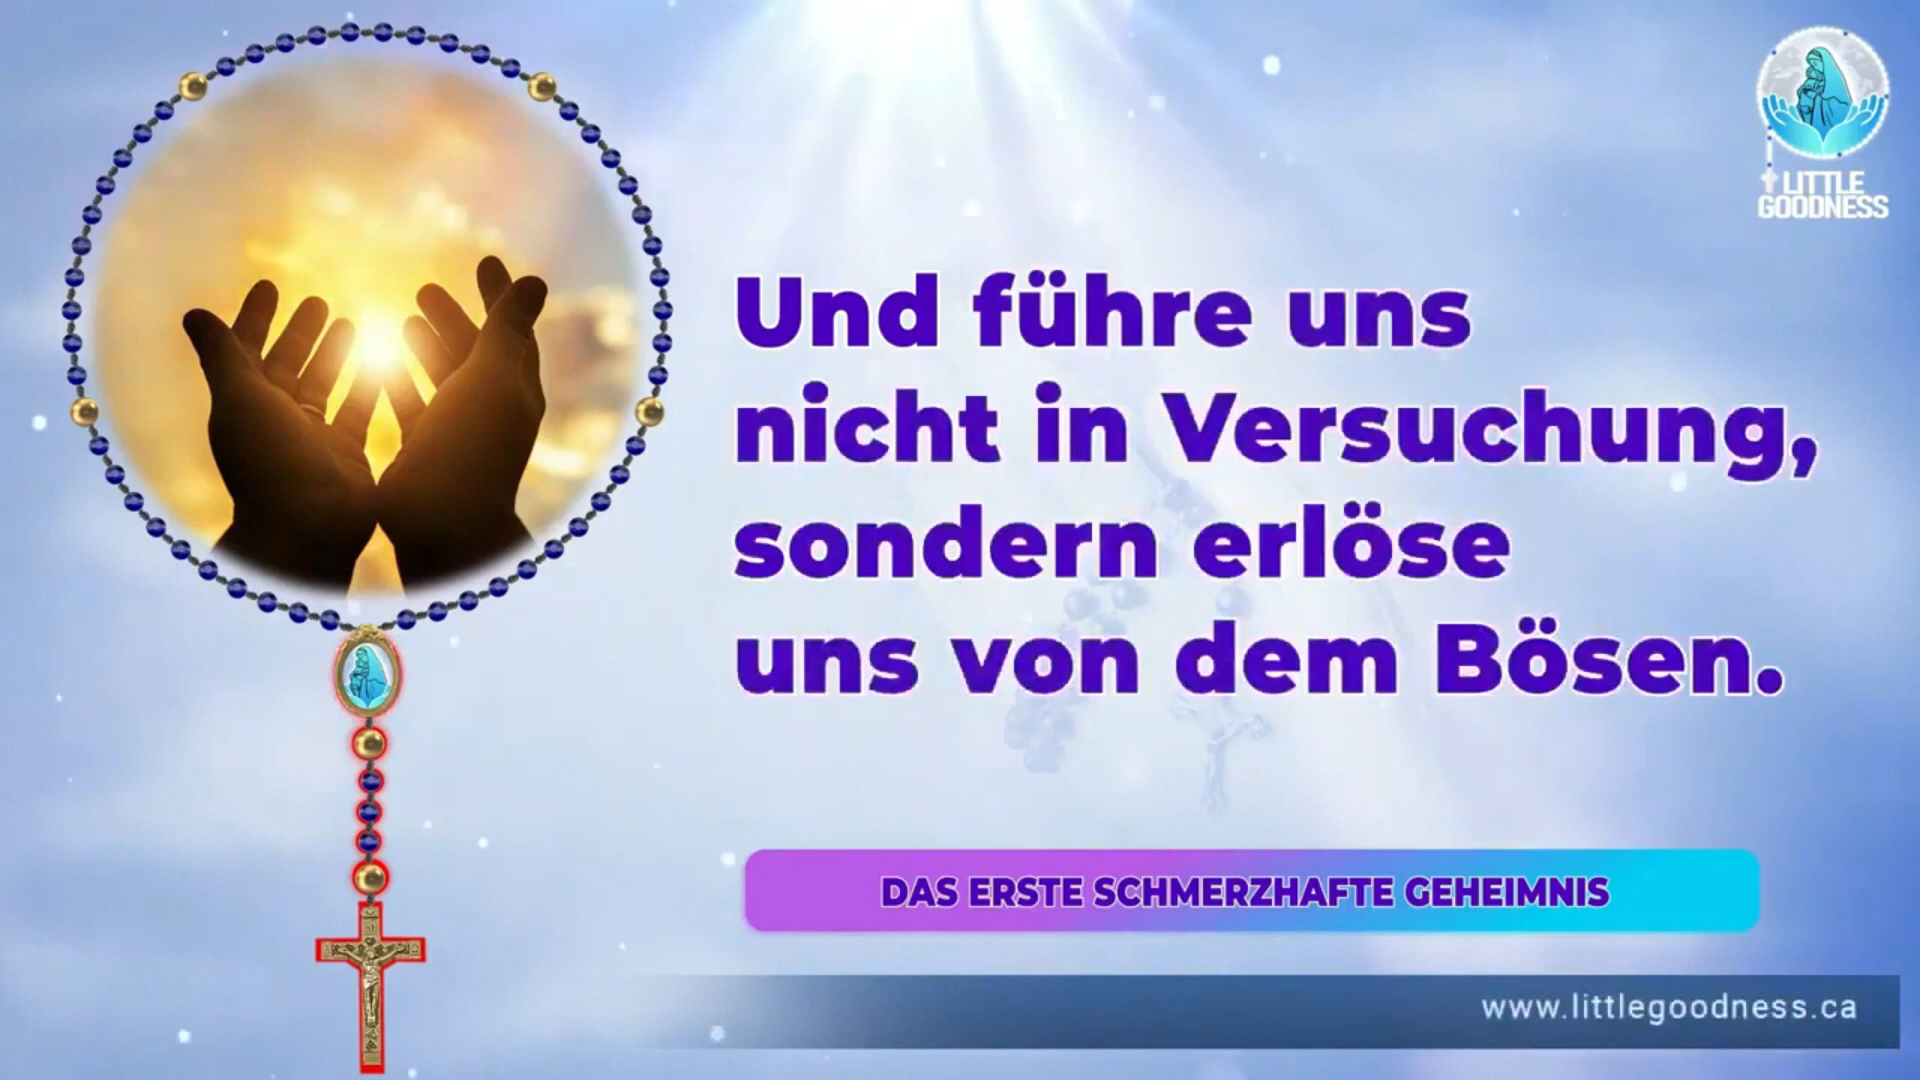 LITTLE
GOODNESS
Und führe uns
nicht in Versuchung,
sondern erlöse
uns von dem Bösen.
DAS ERSTE SCHMERZHAFTE GEHEIMNIS
www.littlegoodness.ca